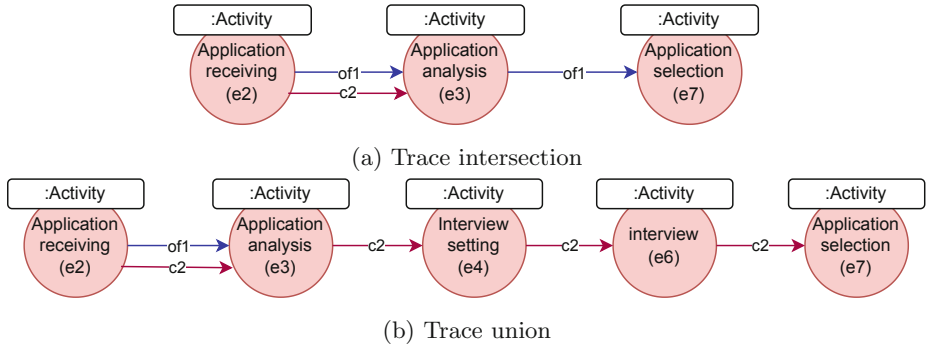 :Activity :Activity :Activity
Application receiving (e2)
of1
c2
Application analysis (e3)
of1
Application selection (e7)
(a) Trace intersection
:Activity :Activity :Activity :Activity :Activity
Application receiving (e2)
of1
c2
Application analysis (e3)
c2
Interview setting (e4)
c2
interview (e6)
c2
Application selection (e7)
(b) Trace union